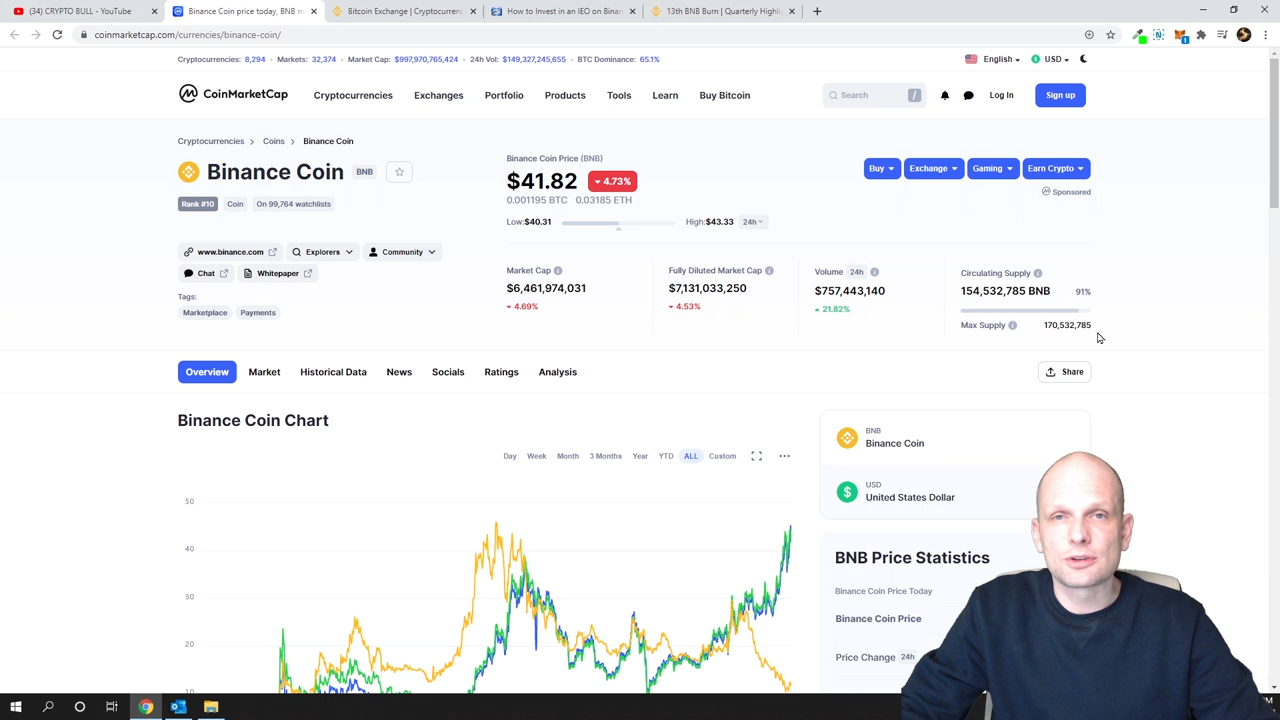 (34) CRYPTO BULL - YouTube
Binance Coin price today, BNB m
Bitcoin Exchange | Cryptocurrenc
How to Invest in an IEO on Binan
13th BNB Burn | Quarterly Highlig
coinmarketcap.com/currencies/binance-coin/
Cryptocurrencies: 8,294 • Markets: 32,374 • Market Cap: $997,970,765,424 • 24h Vol: $149,327,245,655 • BTC Dominance: 65.1%
English
USD
CoinMarketCap
Cryptocurrencies
Exchanges
Portfolio
Products
Tools
Learn
Buy Bitcoin
Search
/
Log In
Sign up
Cryptocurrencies > Coins > Binance Coin
Binance Coin BNB
Rank #10
Coin
On 99,764 watchlists
www.binance.com
Explorers
Community
Chat
Whitepaper
Tags:
Marketplace
Payments
Binance Coin Price (BNB)
$41.82
4.73%
0.001195 BTC 0.03185 ETH
Low:$40.31
High:$43.33
24h
Buy
Exchange
Gaming
Earn Crypto
Sponsored
Market Cap
$6,461,974,031
4.69%
Fully Diluted Market Cap
$7,131,033,250
4.53%
Volume 24h
$757,443,140
21.82%
Circulating Supply
154,532,785 BNB 91%
Max Supply 170,532,785
Overview
Market
Historical Data
News
Socials
Ratings
Analysis
Share
Binance Coin Chart
Day
Week
Month
3 Months
Year
YTD
ALL
Custom
50
40
30
20
10
BNB
Binance Coin
USD
United States Dollar
BNB Price Statistics
Binance Coin Price Today
Binance Coin Price
Price Change 24h